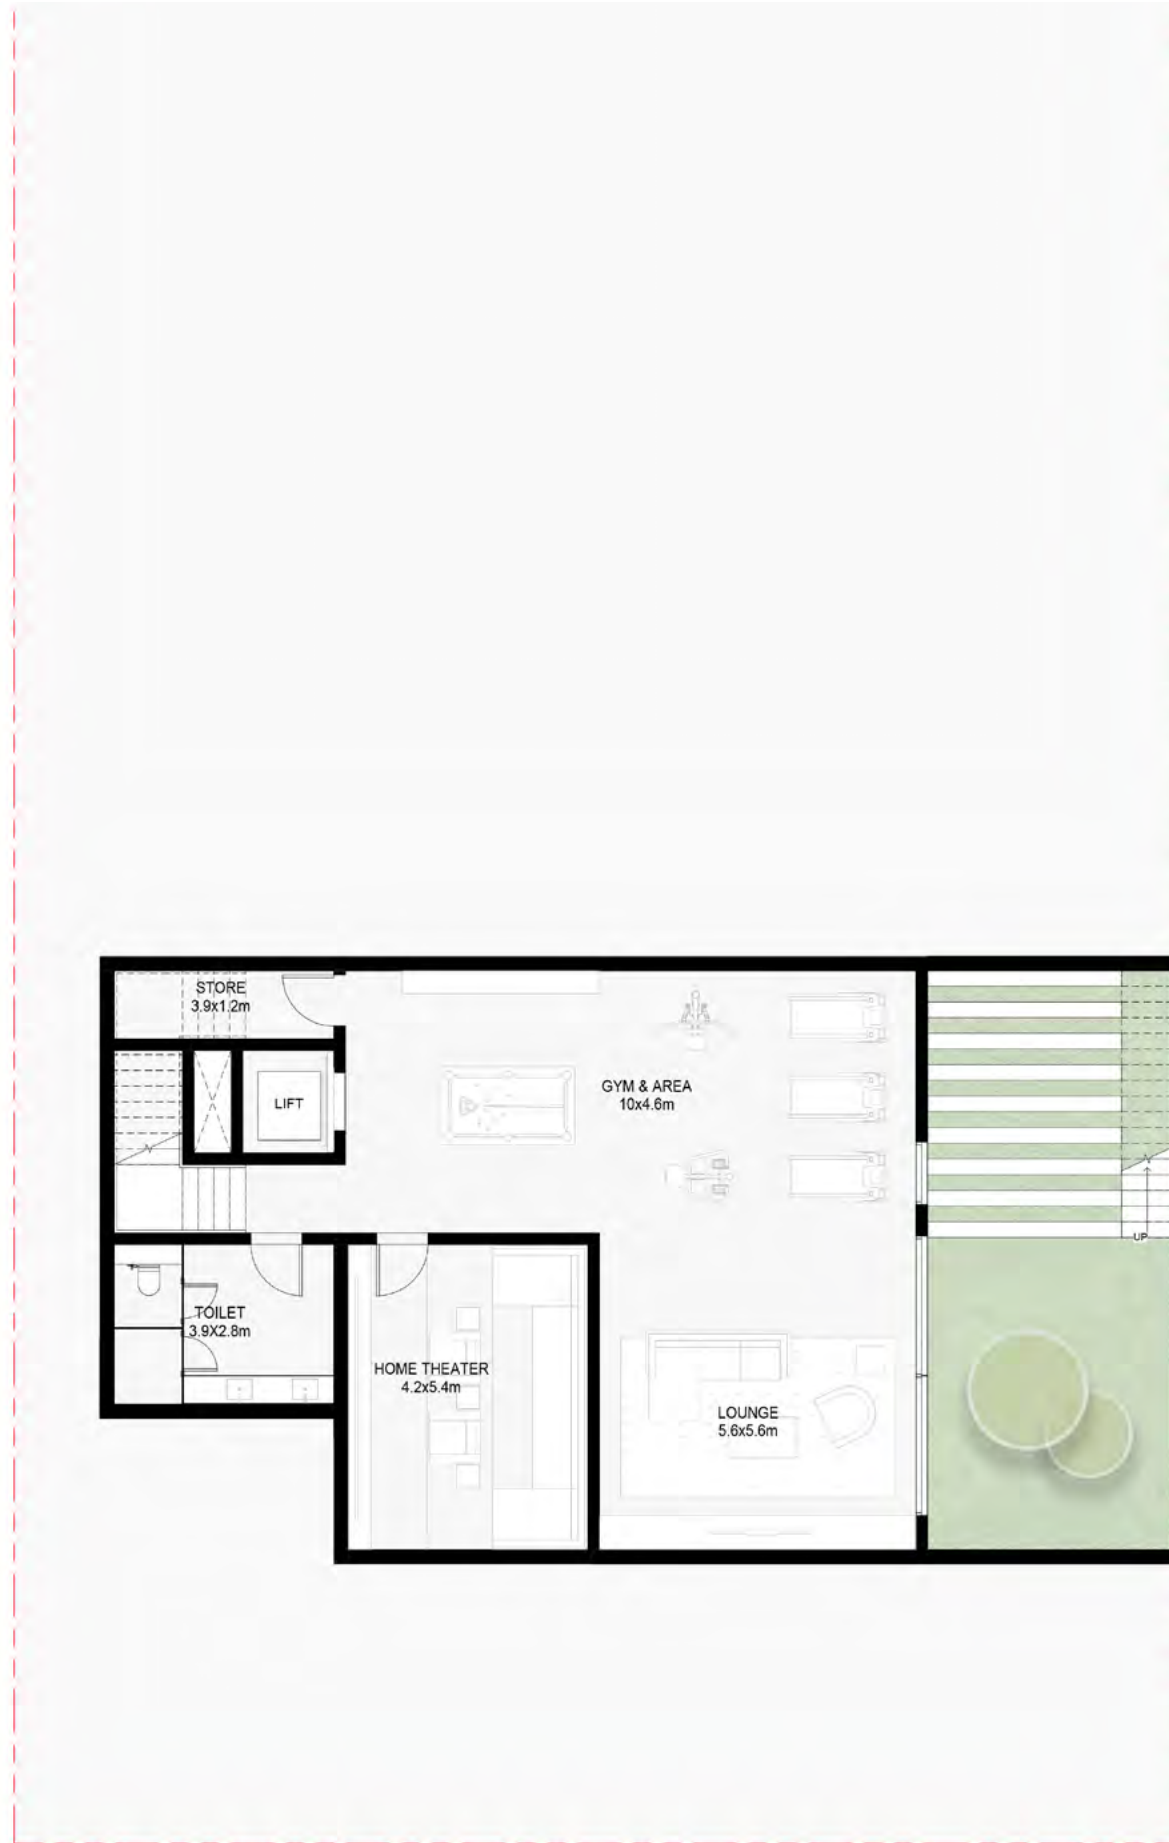 STORE
3.9x1.2m
LIFT
GYM & AREA
10x4.6m
UP
TOILET
3.9X2.8m
HOME THEATER
4.2x5.4m
LOUNGE
5.6x5.6m